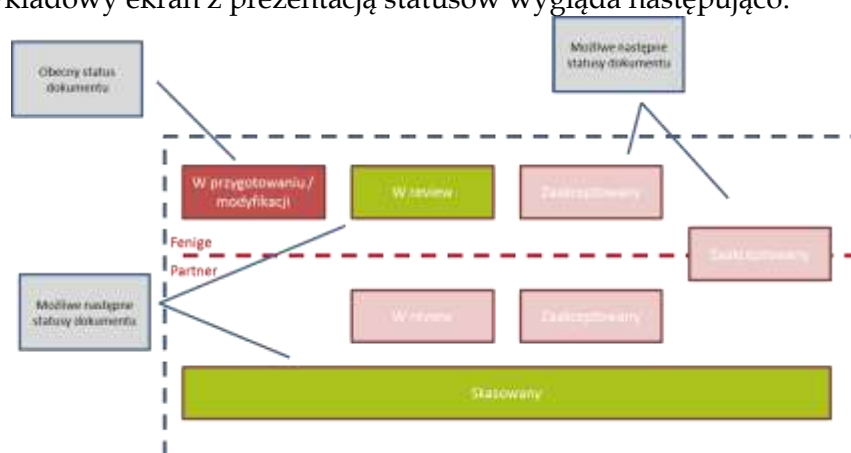 kładowy ekran z prezentacją statusów wygląda następująco:
Możliwe następne
statusy dokumentu
Obecny status
dokumentu
W przygotowaniu /
modyfikacji
W review
Zaakceptowany
Fenige
Zaakceptowany
Partner
Możliwe następne
statusy dokumentu
W review
Zaakceptowany
Skasowany